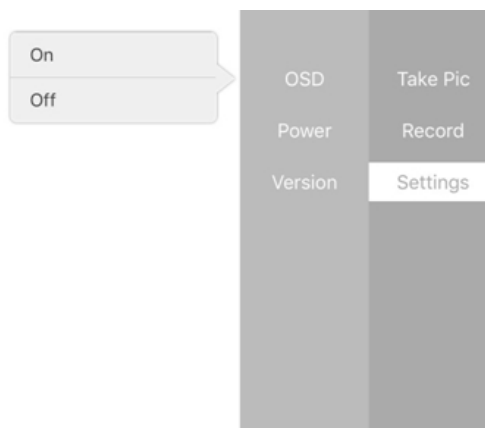 On
Off
OSD
Power
Version
Take Pic
Record
Settings